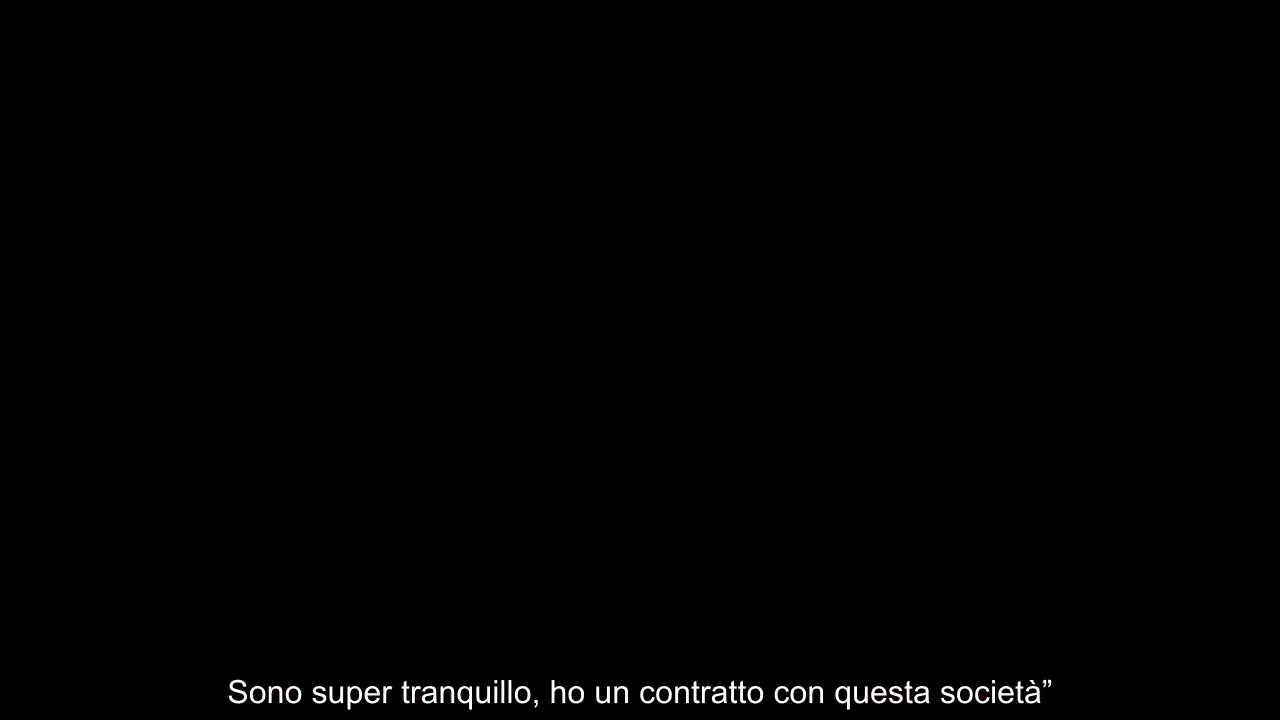 Sono super tranquillo, ho un contratto con questa società”